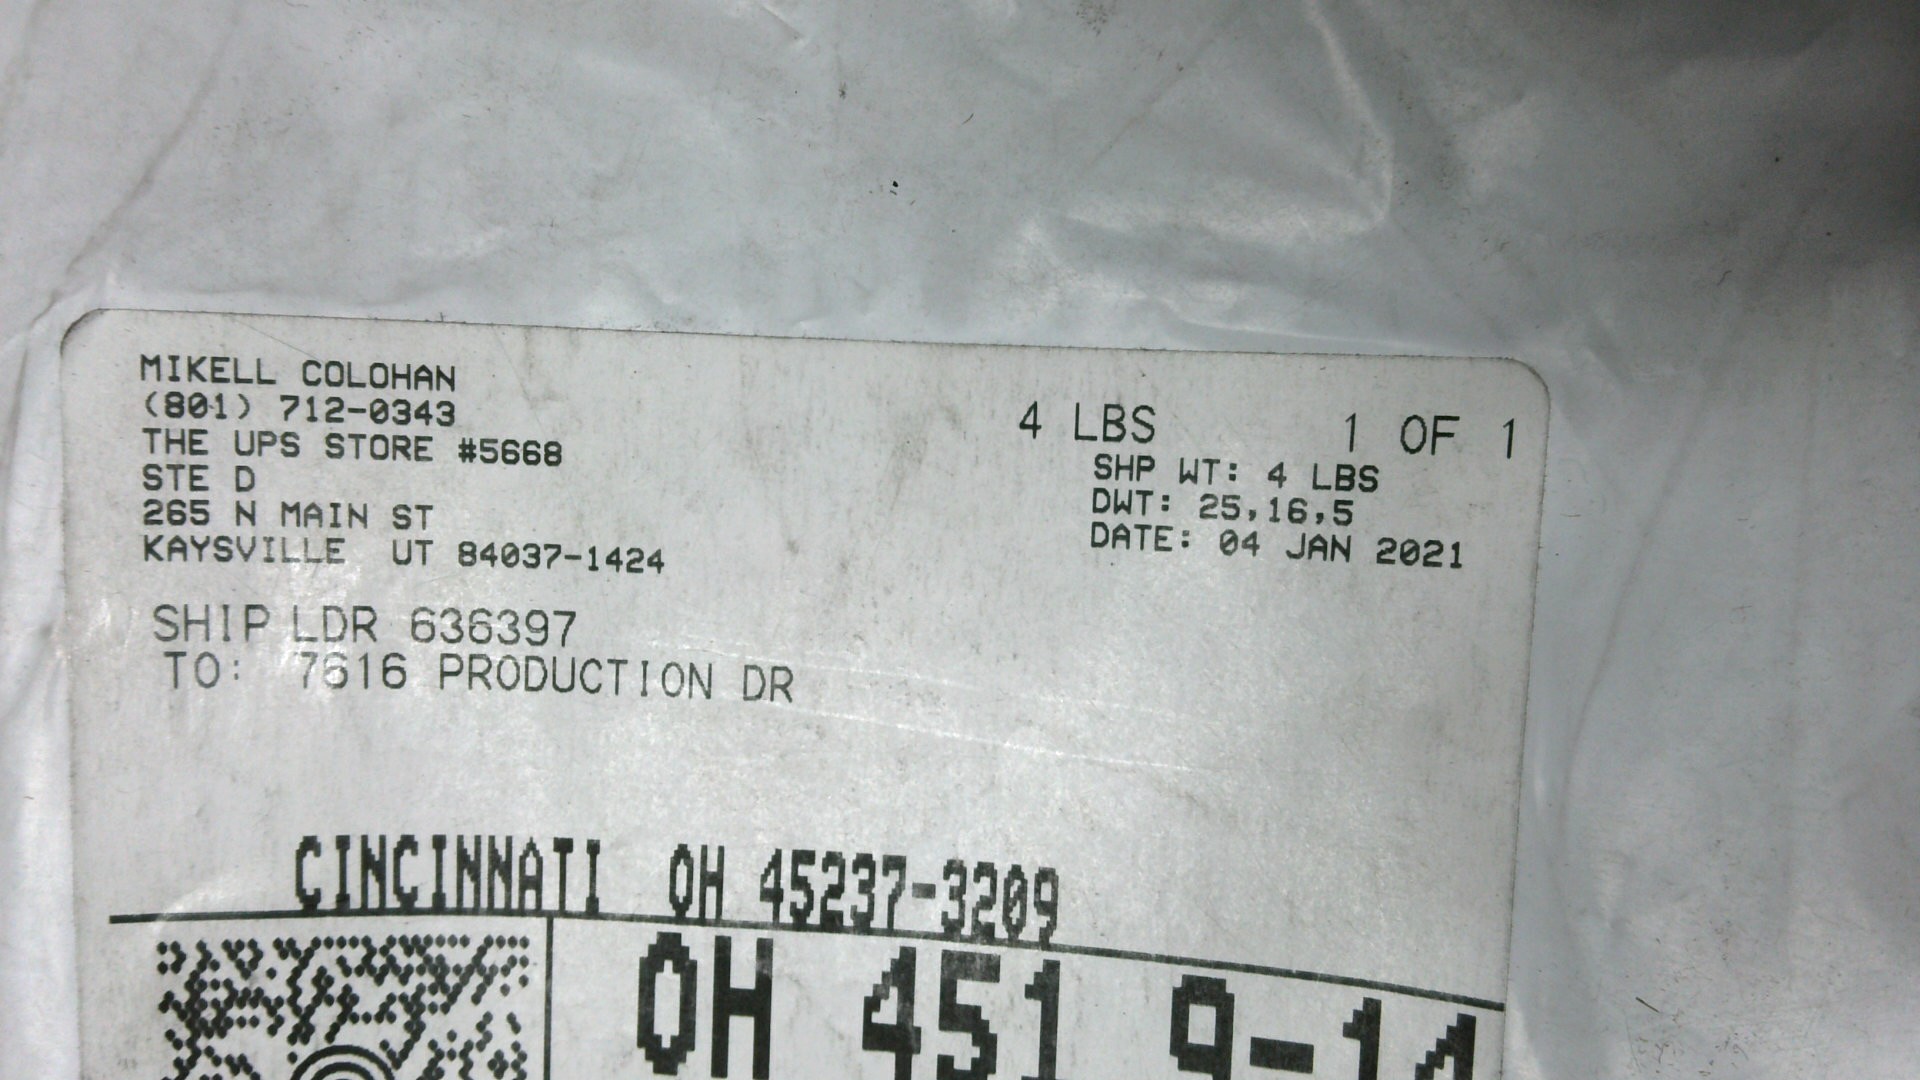 MIKELL COLOHAN
(801) 712-0343
THE UPS STORE #5668
STE D
265 N MAIN ST
KAYSVILLE UT 84037-1424
4 LBS 1 OF 1
SHP WT: 4 LBS
DWT: 25,16,5
DATE: 04 JAN 2021
SHIP LDR 636397
TO: 7616 PRODUCTION DR
CINCINNATI OH 45237-3209
OH 451 9-14